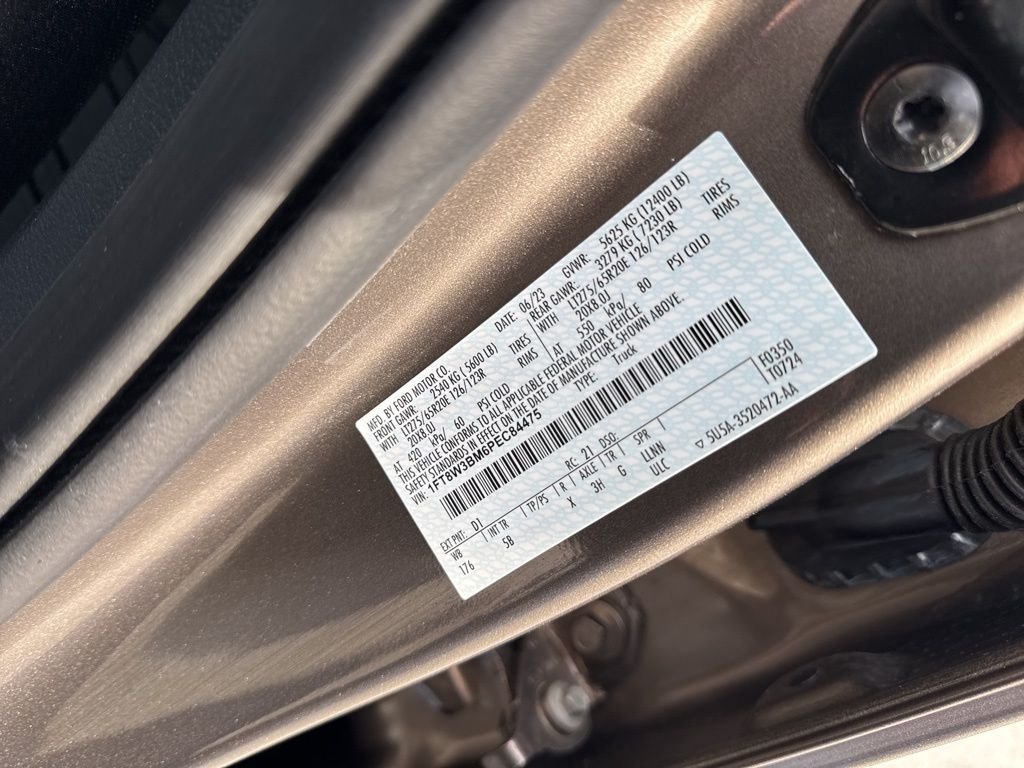 MFD. BY FORD MOTOR CO.
DATE: 06/23 GVWR: 5625 KG (12400 LB)
FRONT GAWR: 2540 KG ( 5600 LB) REAR GAWR: 3279 KG ( 7230 LB)
WITH LT275/65R20E 126/123R TIRES WITH LT275/65R20E 126/123R TIRES
20X8.0J RIMS 20X8.0J RIMS
AT 420 kPa/ 60 PSI COLD AT 550 kPa/ 80 PSI COLD
THIS VEHICLE CONFORMS TO ALL APPLICABLE FEDERAL MOTOR VEHICLE
SAFETY STANDARDS IN EFFECT ON THE DATE OF MANUFACTURE SHOWN ABOVE.
VIN: 1FT8W3BM6PEC84475 TYPE: Truck
EXT PNT: D1 RC: 21 DSO: F0350
WB INT TR TP/PS R AXLE TR SPR T0724
176 5B X 3H G LLNN
ULC ▽ 5U5A-3520472-AA
10.9